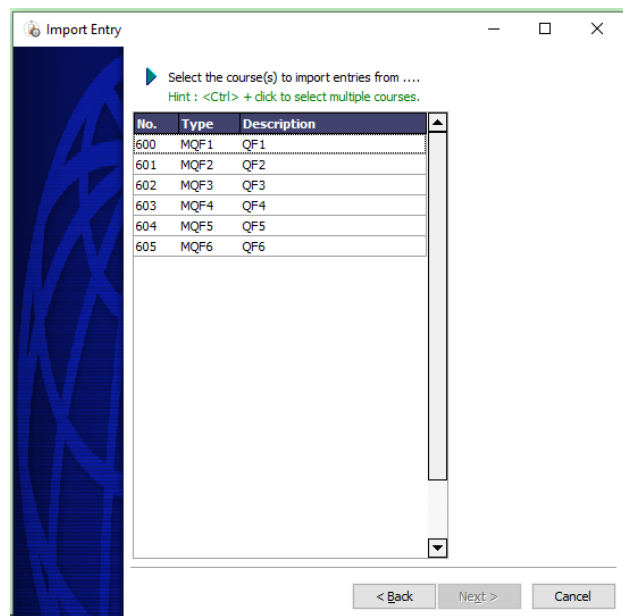 Import Entry
Select the course(s) to import entries from ....
Hint : <Ctrl> + click to select multiple courses.
No. Type Description
600 MQF1 QF1
601 MQF2 QF2
602 MQF3 QF3
603 MQF4 QF4
604 MQF5 QF5
605 MQF6 QF6
< Back Next > Cancel